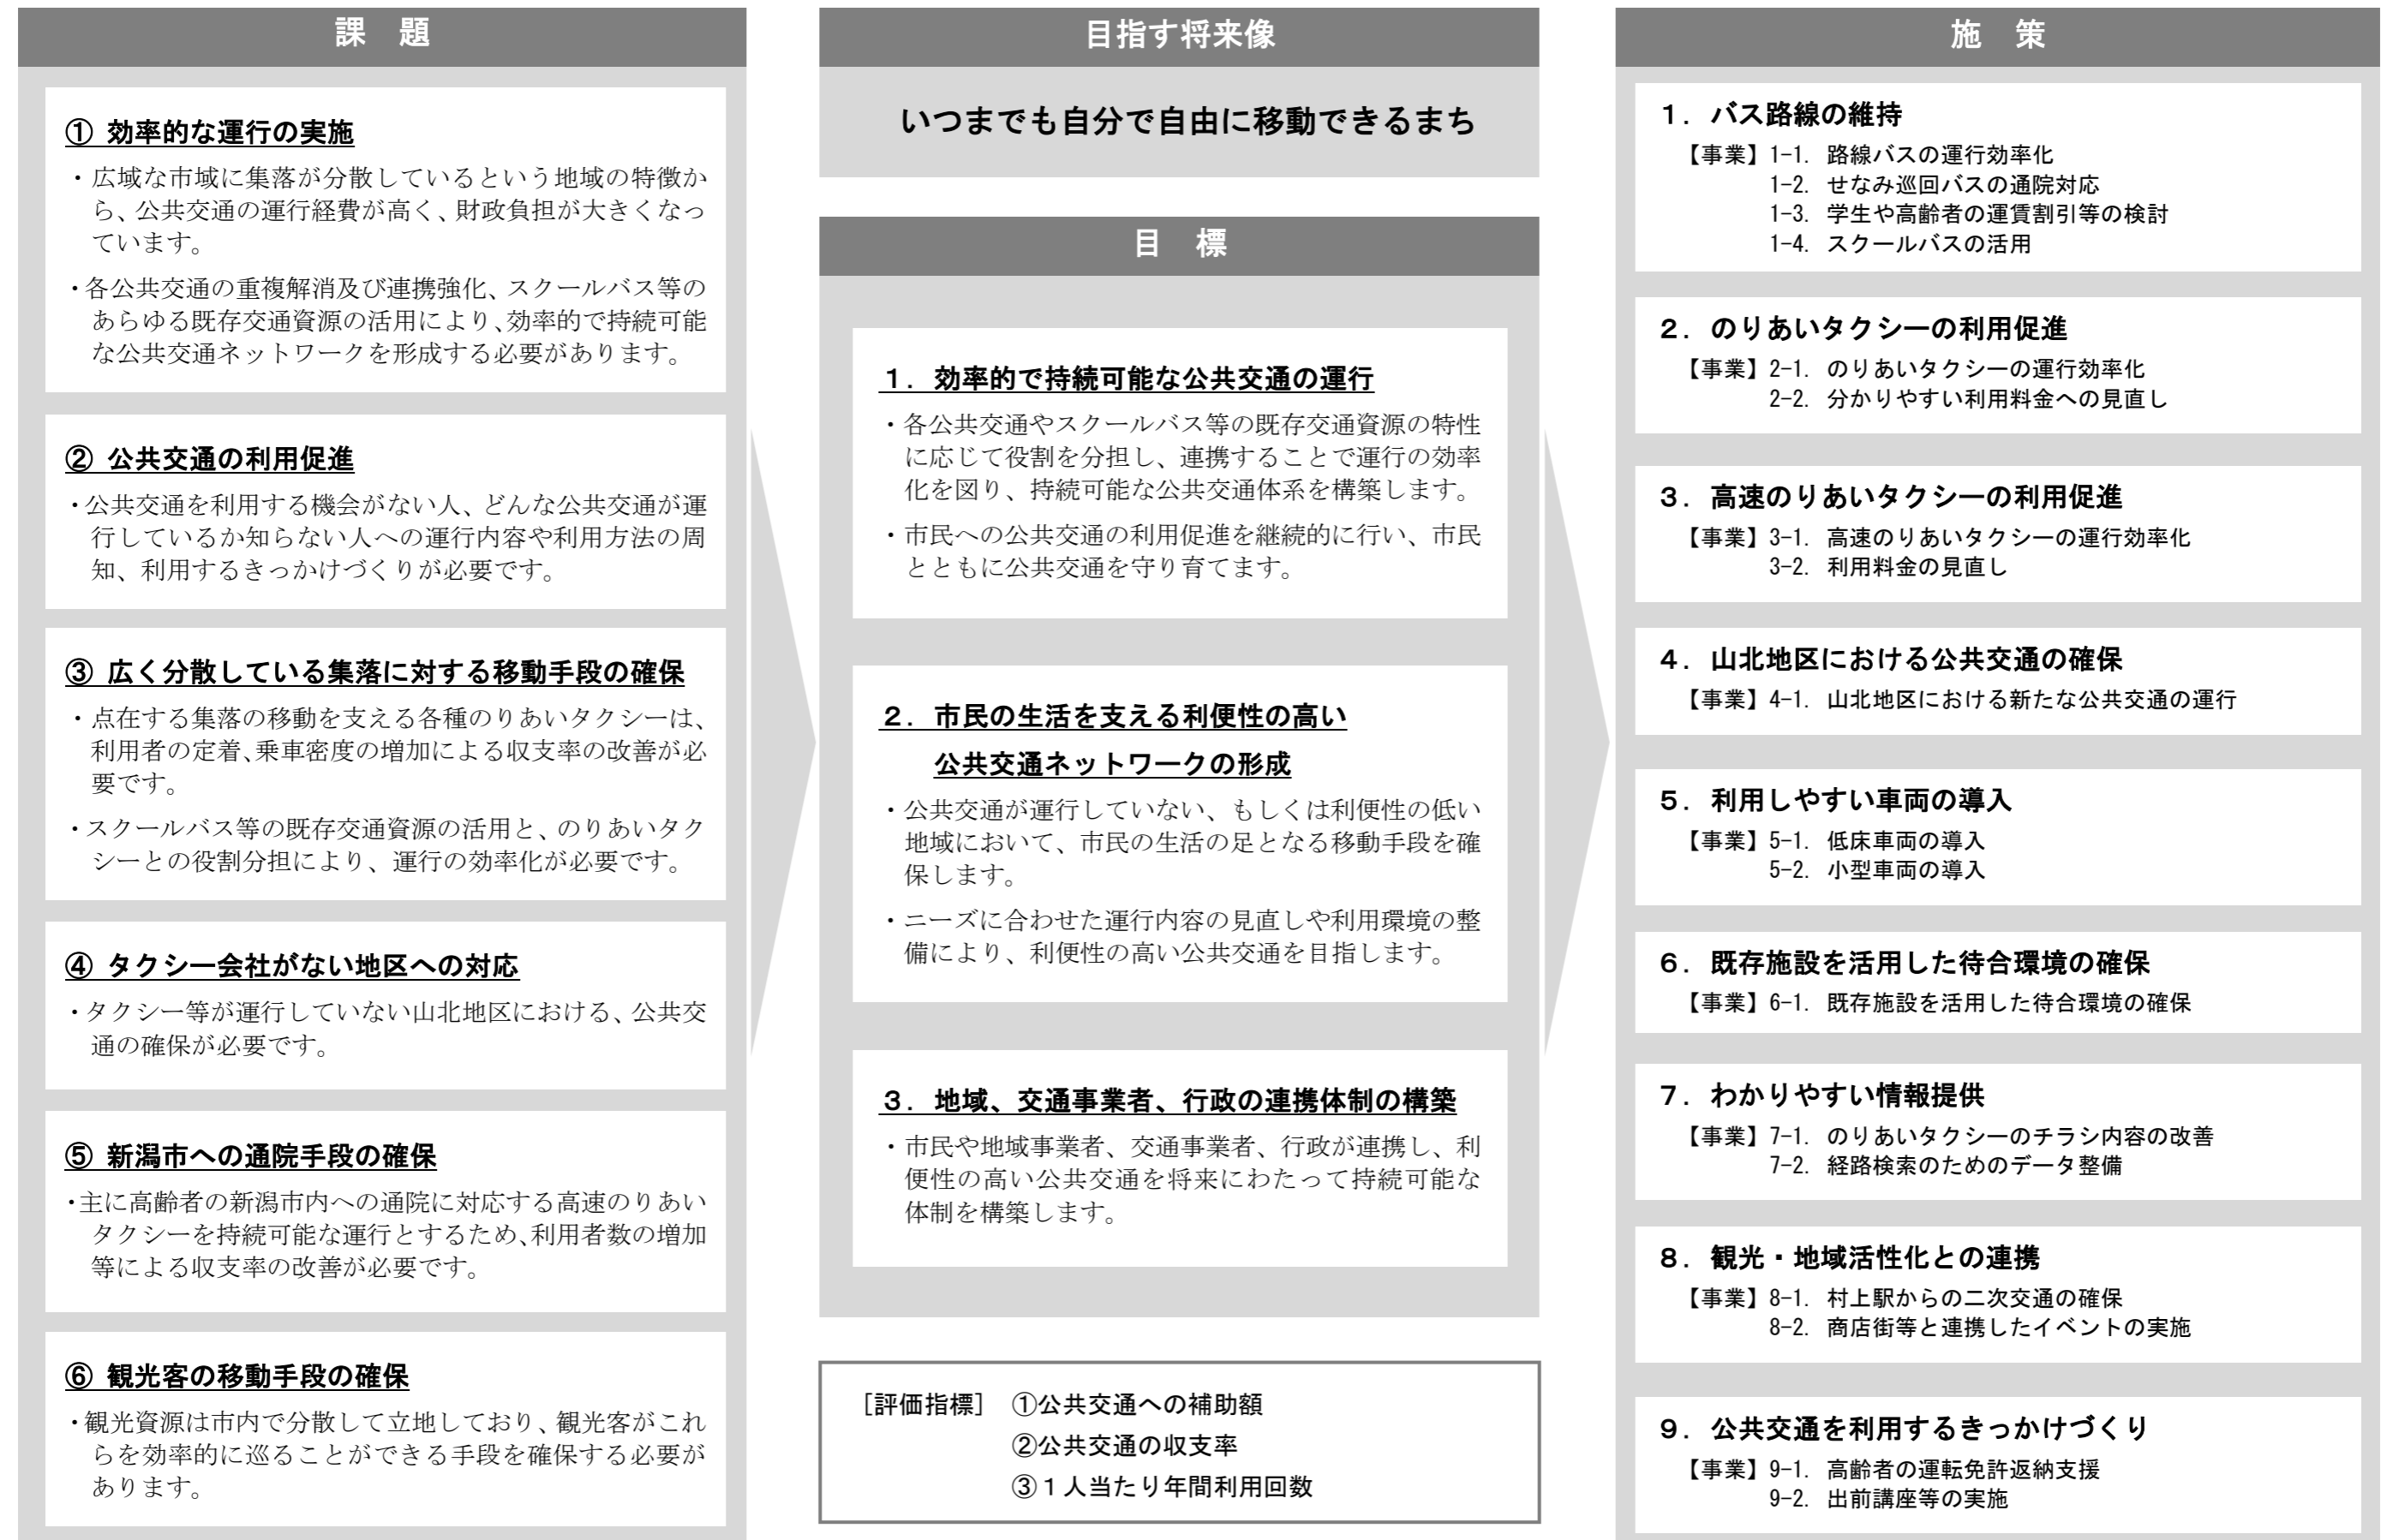 課　題
① 効率的な運行の実施
・広域な市域に集落が分散しているという地域の特徴か
ら、公共交通の運行経費が高く、財政負担が大きくなっ
ています。
・各公共交通の重複解消及び連携強化、スクールバス等の
あらゆる既存交通資源の活用により、効率的で持続可能
な公共交通ネットワークを形成する必要があります。
② 公共交通の利用促進
・公共交通を利用する機会がない人、どんな公共交通が運
行しているか知らない人への運行内容や利用方法の周
知、利用するきっかけづくりが必要です。
③ 広く分散している集落に対する移動手段の確保
・点在する集落の移動を支える各種のりあいタクシーは、
利用者の定着、乗車密度の増加による収支率の改善が必
要です。
・スクールバス等の既存交通資源の活用と、のりあいタク
シーとの役割分担により、運行の効率化が必要です。
④ タクシー会社がない地区への対応
・タクシー等が運行していない山北地区における、公共交
通の確保が必要です。
⑤ 新潟市への通院手段の確保
・主に高齢者の新潟市内への通院に対応する高速のりあい
タクシーを持続可能な運行とするため、利用者数の増加
等による収支率の改善が必要です。
⑥ 観光客の移動手段の確保
・観光資源は市内で分散して立地しており、観光客がこれ
らを効率的に巡ることができる手段を確保する必要が
あります。
目指す将来像
いつまでも自分で自由に移動できるまち
目　標
１．効率的で持続可能な公共交通の運行
・各公共交通やスクールバス等の既存交通資源の特性
に応じて役割を分担し、連携することで運行の効率
化を図り、持続可能な公共交通体系を構築します。
・市民への公共交通の利用促進を継続的に行い、市民
とともに公共交通を守り育てます。
２．市民の生活を支える利便性の高い
公共交通ネットワークの形成
・公共交通が運行していない、もしくは利便性の低い
地域において、市民の生活の足となる移動手段を確
保します。
・ニーズに合わせた運行内容の見直しや利用環境の整
備により、利便性の高い公共交通を目指します。
３．地域、交通事業者、行政の連携体制の構築
・市民や地域事業者、交通事業者、行政が連携し、利
便性の高い公共交通を将来にわたって持続可能な
体制を構築します。
［評価指標］ ①公共交通への補助額
②公共交通の収支率
③１人当たり年間利用回数
施　策
１．バス路線の維持
【事業】1-1. 路線バスの運行効率化
1-2. せなみ巡回バスの通院対応
1-3. 学生や高齢者の運賃割引等の検討
1-4. スクールバスの活用
２．のりあいタクシーの利用促進
【事業】2-1. のりあいタクシーの運行効率化
2-2. 分かりやすい利用料金への見直し
３．高速のりあいタクシーの利用促進
【事業】3-1. 高速のりあいタクシーの運行効率化
3-2. 利用料金の見直し
４．山北地区における公共交通の確保
【事業】4-1. 山北地区における新たな公共交通の運行
５．利用しやすい車両の導入
【事業】5-1. 低床車両の導入
5-2. 小型車両の導入
６．既存施設を活用した待合環境の確保
【事業】6-1. 既存施設を活用した待合環境の確保
７．わかりやすい情報提供
【事業】7-1. のりあいタクシーのチラシ内容の改善
7-2. 経路検索のためのデータ整備
８．観光・地域活性化との連携
【事業】8-1. 村上駅からの二次交通の確保
8-2. 商店街等と連携したイベントの実施
９．公共交通を利用するきっかけづくり
【事業】9-1. 高齢者の運転免許返納支援
9-2. 出前講座等の実施